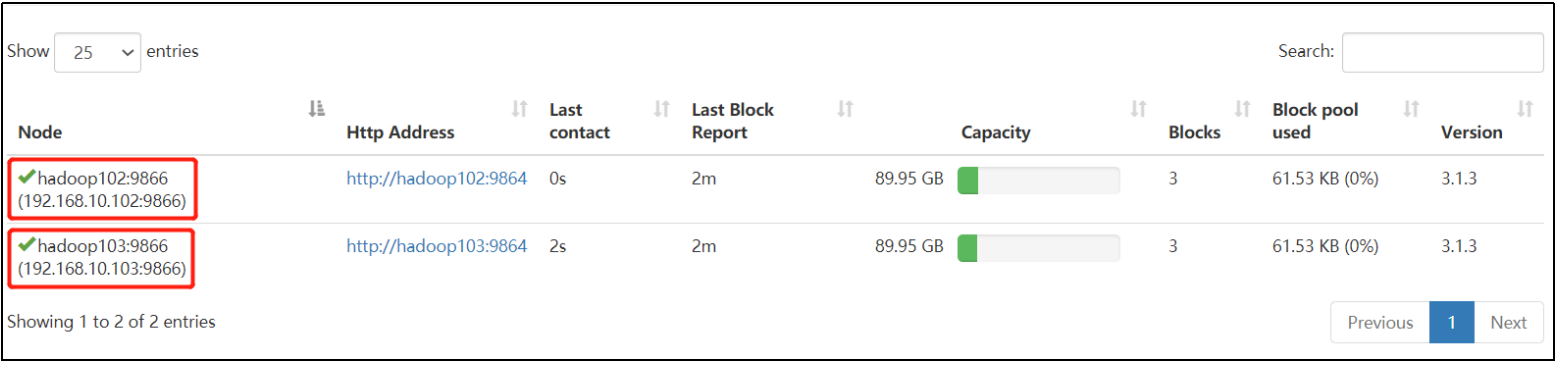 Show 25 entries Search:
Node Http Address Last contact Last Block Report Capacity Blocks Block pool used Version
hadoop102:9866 http://hadoop102:9864 0s 2m 89.95 GB 3 61.53 KB (0%) 3.1.3
(192.168.10.102:9866)
hadoop103:9866 http://hadoop103:9864 2s 2m 89.95 GB 3 61.53 KB (0%) 3.1.3
(192.168.10.103:9866)
Showing 1 to 2 of 2 entries Previous 1 Next